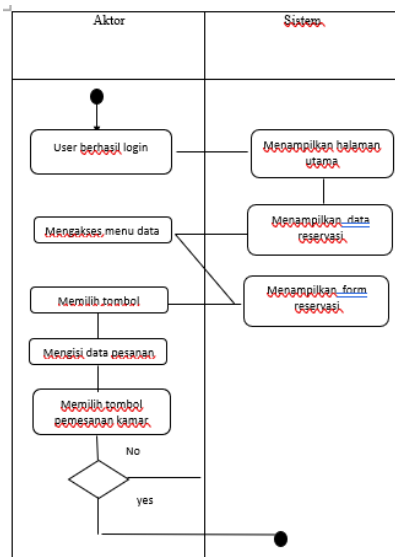 Aktor
Sistem
User berhasil login
Menampilkan halaman
utama
Mengakses menu data
Menampilkan data
reservasi
Memilih tombol
Menampilkan form
reservasi
Mengisi data pesanan
Memilih tombol
pemesanan kamar
No
yes